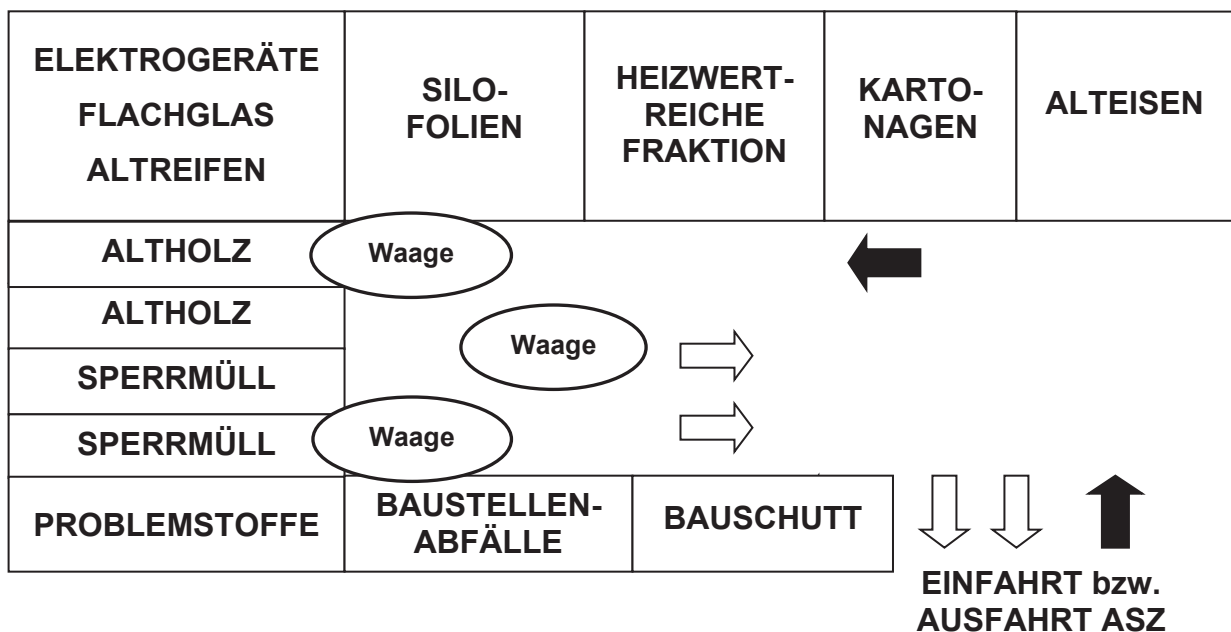 ELEKTROGERÄTE
FLACHGLAS
ALTREIFEN
SILO-
FOLIEN
HEIZWERT-
REICHE
FRAKTION
KARTO-
NAGEN
ALTEISEN
ALTHOLZ
Waage
ALTHOLZ
Waage
SPERRMÜLL
SPERRMÜLL
Waage
PROBLEMSTOFFE
BAUSTELLEN-
ABFÄLLE
BAUSCHUTT
EINFAHRT bzw.
AUSFAHRT ASZ